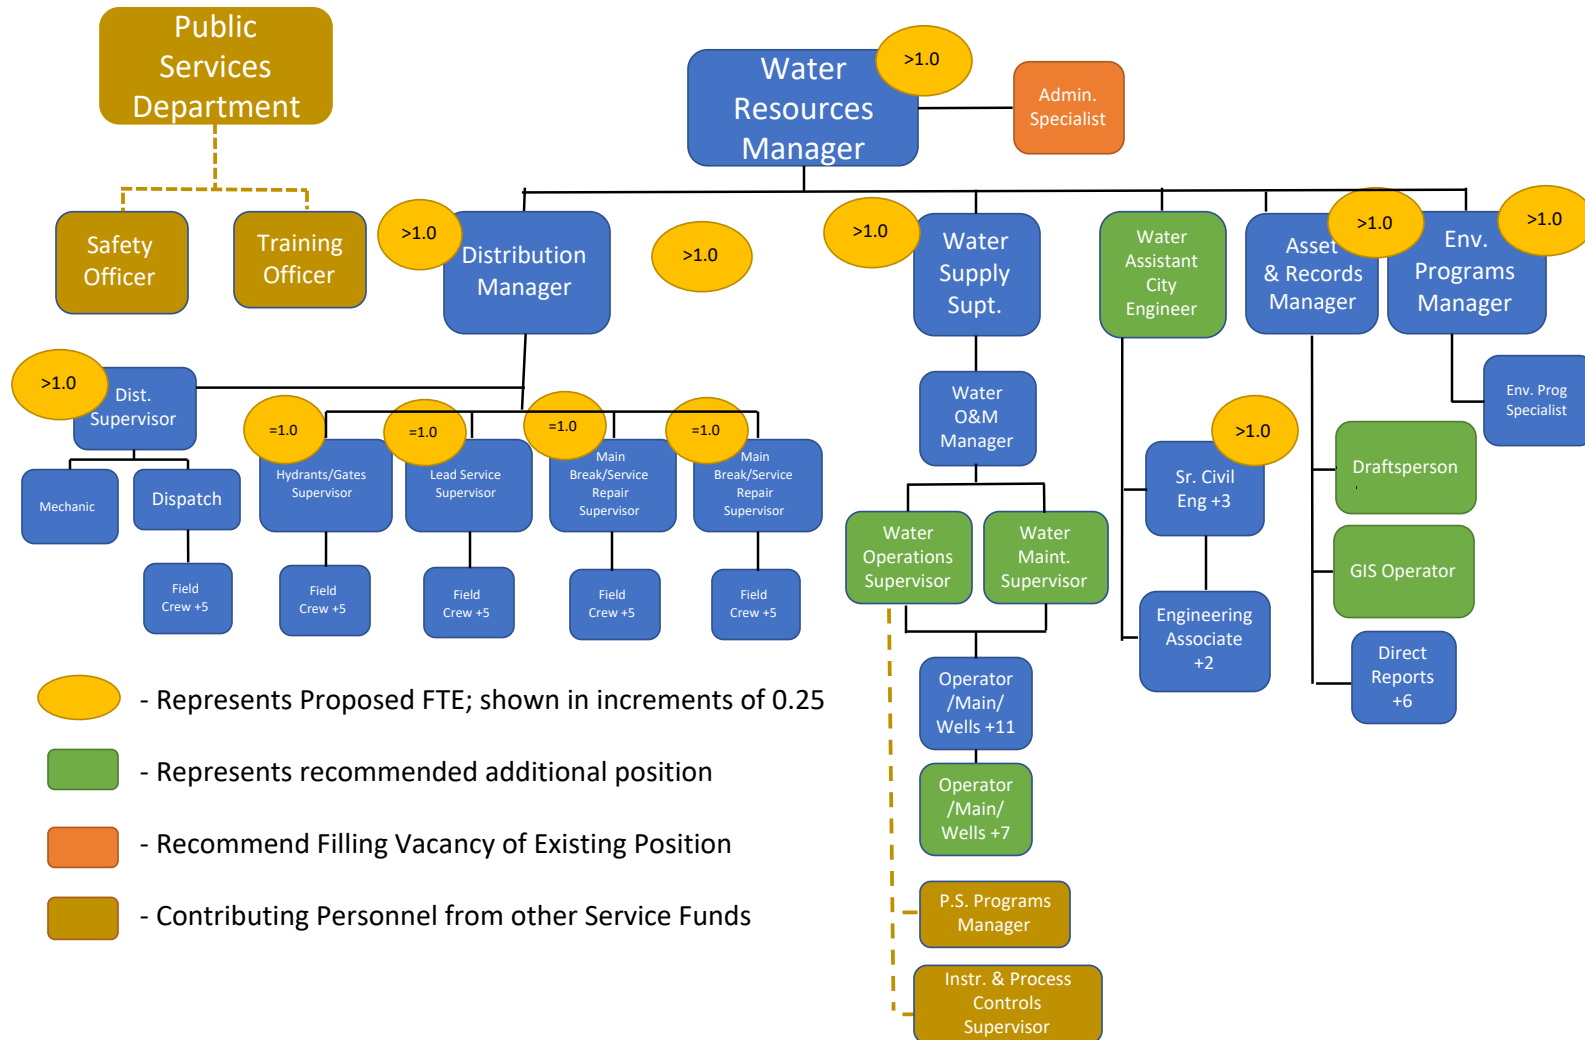 Public
Services
Department
Water
Resources
Manager
>1.0
Admin.
Specialist
Safety
Officer
Training
Officer
>1.0
Distribution
Manager
>1.0
>1.0
Water
Supply
Supt.
Water
Assistant
City
Engineer
Asset
& Records
Manager
>1.0
Env.
Programs
Manager
>1.0
>1.0
Dist.
Supervisor
Mechanic
Dispatch
Field
Crew +5
=1.0
Hydrants/Gates
Supervisor
Field
Crew +5
=1.0
Lead Service
Supervisor
Field
Crew +5
=1.0
Main
Break/Service
Repair
Supervisor
Field
Crew +5
=1.0
Main
Break/Service
Repair
Supervisor
Field
Crew +5
Water
O&M
Manager
Water
Operations
Supervisor
Water
Maint.
Supervisor
Operator
/Main/
Wells +11
Operator
/Main/
Wells +7
P.S. Programs
Manager
Instr. & Process
Controls
Supervisor
>1.0
Sr. Civil
Eng +3
Engineering
Associate
+2
Draftsperson
GIS Operator
Direct
Reports
+6
Env. Prog
Specialist
- Represents Proposed FTE; shown in increments of 0.25
- Represents recommended additional position
- Recommend Filling Vacancy of Existing Position
- Contributing Personnel from other Service Funds